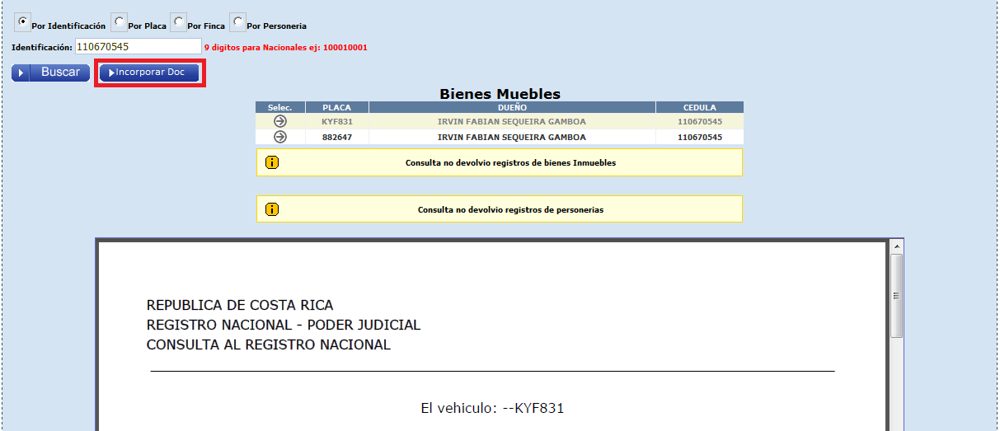 Por Identificación Por Placa Por Finca Por Personeria
Identificación: 110670545 9 digitos para Nacionales ej: 100010001
Buscar Incorporar Doc
Bienes Muebles
Selec. PLACA DUEÑO CEDULA
KYF831 IRVIN FABIAN SEQUEIRA GAMBOA 110670545
882647 IRVIN FABIAN SEQUEIRA GAMBOA 110670545
Consulta no devolvio registros de bienes Inmuebles
Consulta no devolvio registros de personerias
REPUBLICA DE COSTA RICA
REGISTRO NACIONAL - PODER JUDICIAL
CONSULTA AL REGISTRO NACIONAL
El vehiculo: --KYF831